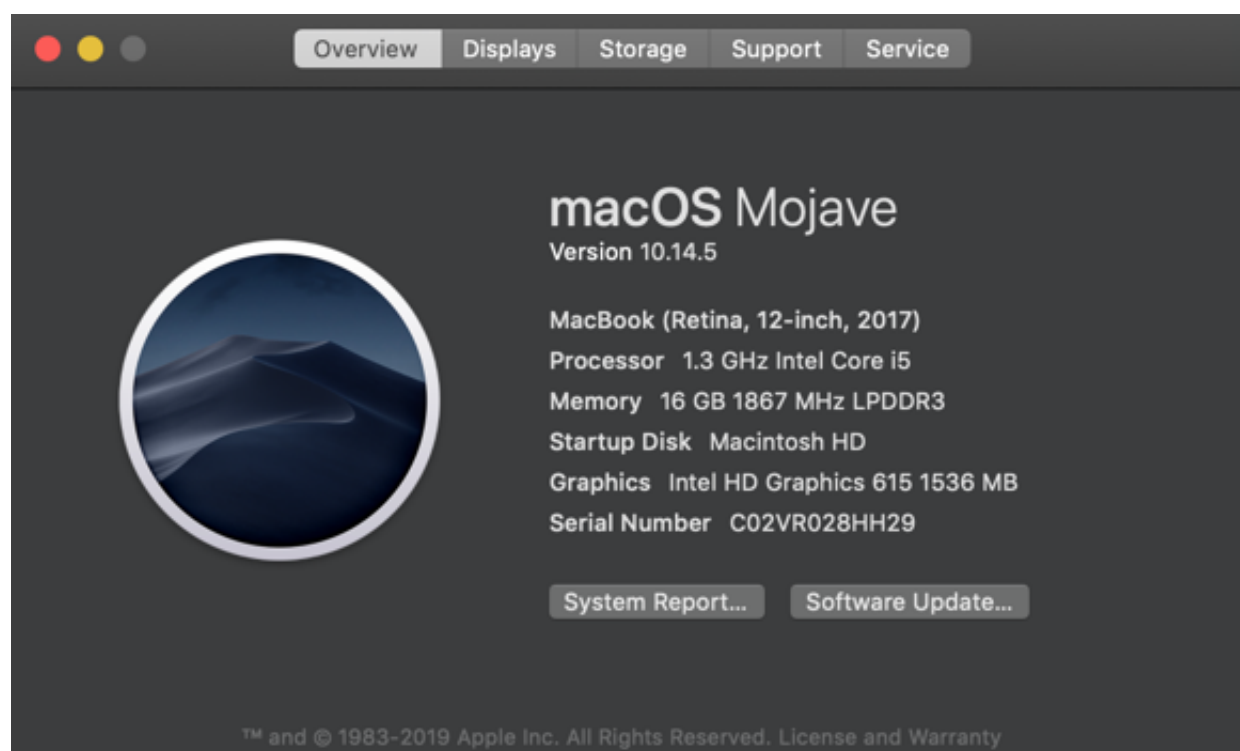 Overview Displays Storage Support Service
macOS Mojave
Version 10.14.5
MacBook (Retina, 12-inch, 2017)
Processor 1.3 GHz Intel Core i5
Memory 16 GB 1867 MHz LPDDR3
Startup Disk Macintosh HD
Graphics Intel HD Graphics 615 1536 MB
Serial Number C02VR028HH29
System Report... Software Update...
™ and © 1983-2019 Apple Inc. All Rights Reserved. License and Warranty